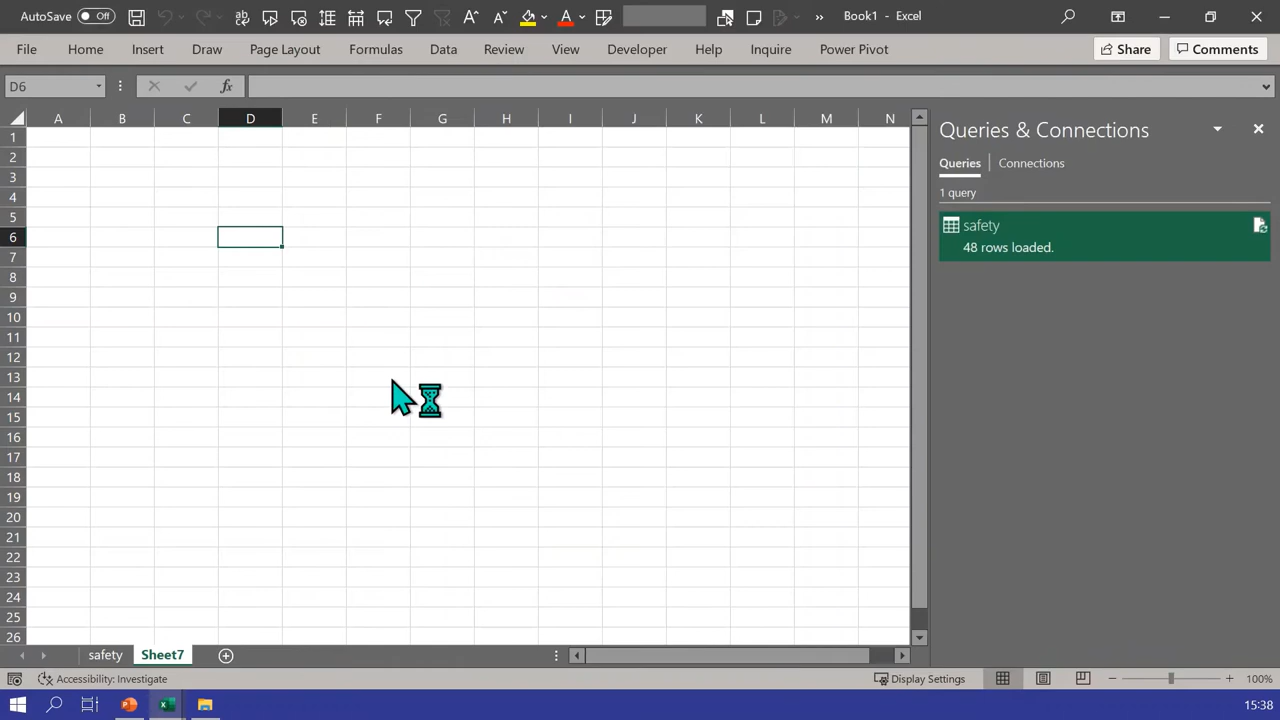 AutoSave Off Book1 - Excel
File Home Insert Draw Page Layout Formulas Data Review View Developer Help Inquire Power Pivot Share Comments
D6 fx
A B C D E F G H I J K L M N
1
2
3
4
5
6
7
8
9
10
11
12
13
14
15
16
17
18
19
20
21
22
23
24
25
26
Queries & Connections
Queries | Connections
1 query
safety
48 rows loaded.
safety Sheet7
Accessibility: Investigate Display Settings 100%
15:38